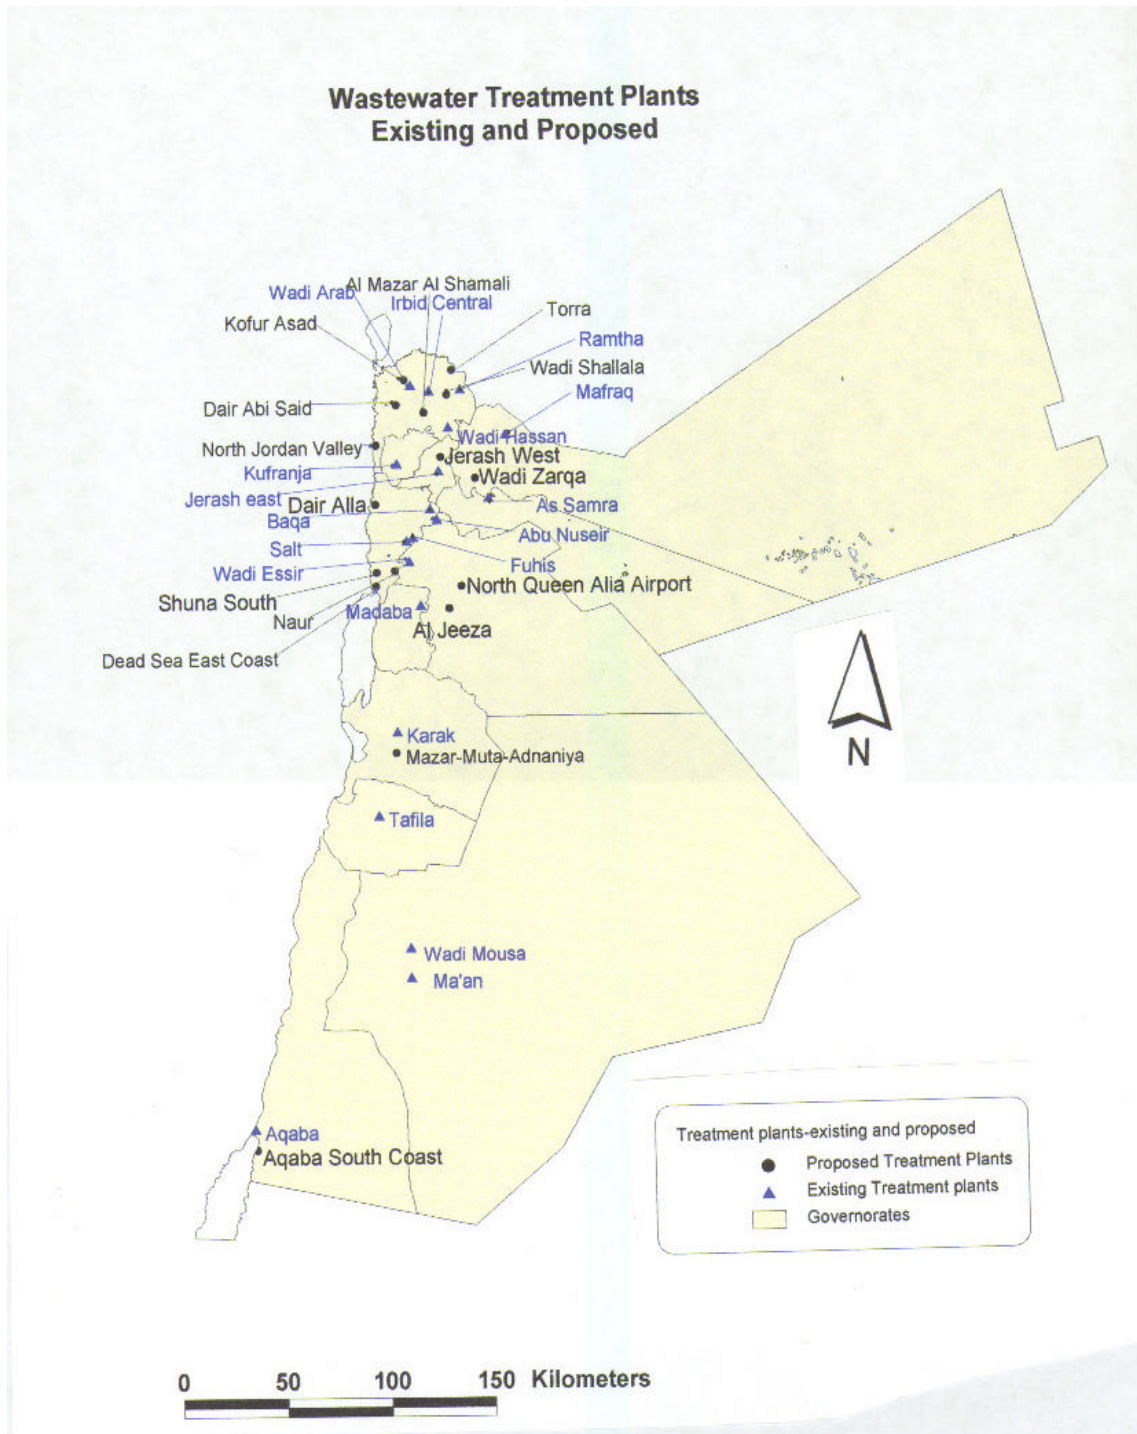 Wastewater Treatment Plants
Existing and Proposed
Al Mazar Al Shamali
Wadi Arab
Irbid Central
Kofur Asad
Torra
Ramtha
Wadi Shallala
Mafraq
Dair Abi Said
North Jordan Valley
Wadi Hassan
Jerash West
Kufranja
Wadi Zarqa
Jerash east
Dair Alla
As Samra
Baqa
Abu Nuseir
Salt
Fuhis
Wadi Essir
North Queen Alia Airport
Shuna South
Madaba
Naur
Al Jeeza
Dead Sea East Coast
Karak
Mazar-Muta-Adnaniya
N
Tafila
Wadi Mousa
Ma'an
Aqaba
Aqaba South Coast
Treatment plants-existing and proposed
Proposed Treatment Plants
Existing Treatment plants
Governorates
0 50 100 150 Kilometers